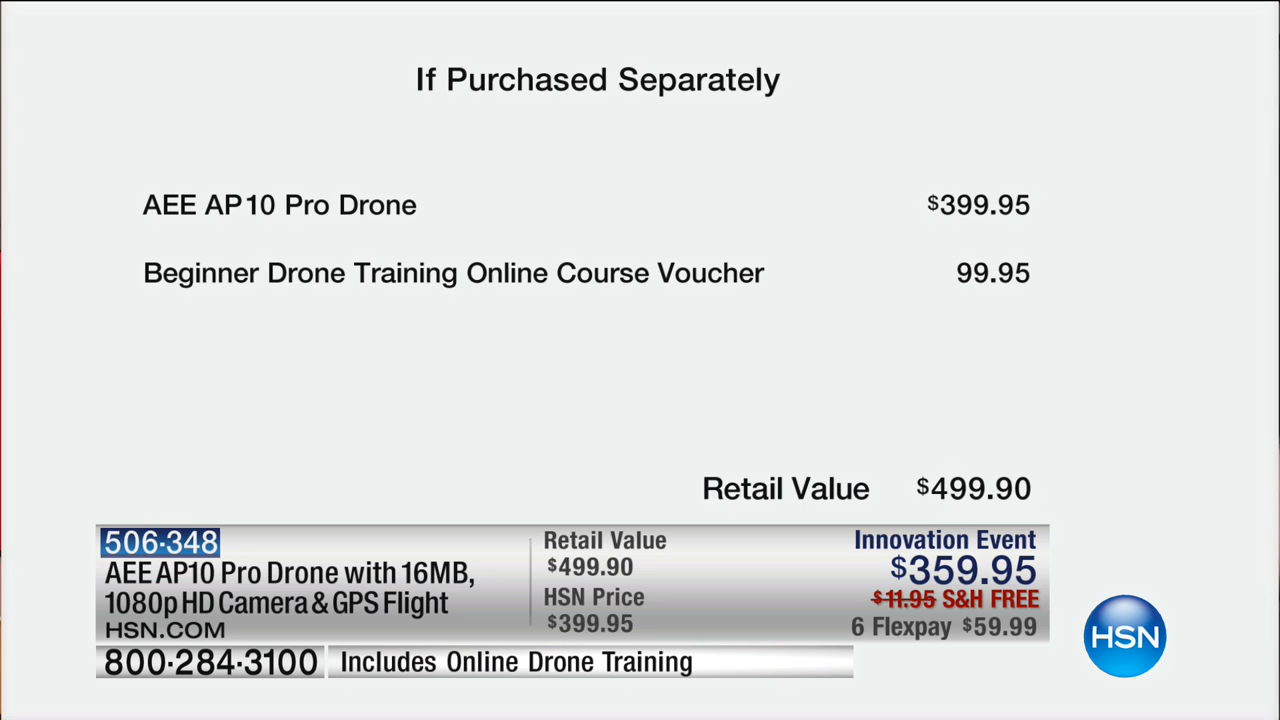 If Purchased Separately
AEE AP10 Pro Drone $399.95
Beginner Drone Training Online Course Voucher 99.95
Retail Value $499.90
506·348
AEE AP10 Pro Drone with 16MB,
1080p HD Camera & GPS Flight
HSN.COM
Retail Value
$499.90
HSN Price
$399.95
Innovation Event
$359.95
$11.95 S&H FREE
6 Flexpay $59.99
HSN
800·284·3100 Includes Online Drone Training